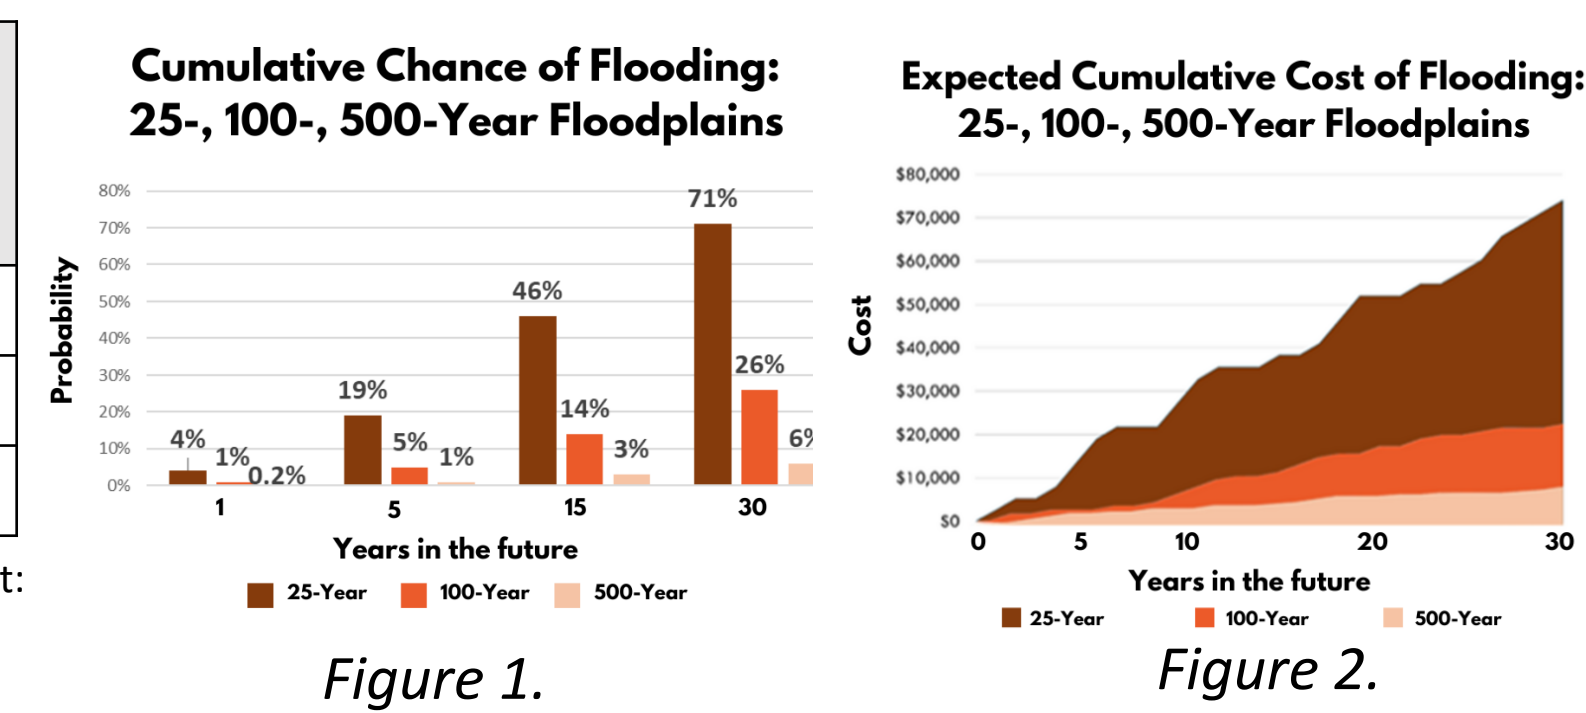 t:
Cumulative Chance of Flooding:
25-, 100-, 500-Year Floodplains
Probability
80%
70%
60%
50%
40%
30%
20%
10%
0%
4%
1%
0.2%
19%
5%
1%
46%
14%
3%
71%
26%
6%
1
5
15
30
Years in the future
25-Year 100-Year 500-Year
Figure 1.
Expected Cumulative Cost of Flooding:
25-, 100-, 500-Year Floodplains
Cost
$80,000
$70,000
$60,000
$50,000
$40,000
$30,000
$20,000
$10,000
$0
0 5 10 20 30
Years in the future
25-Year 100-Year 500-Year
Figure 2.